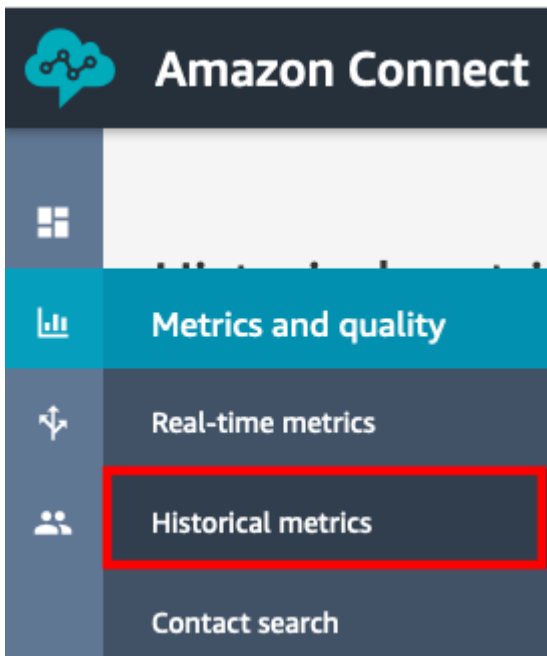 Amazon Connect
Metrics and quality
Real-time metrics
Historical metrics
Contact search